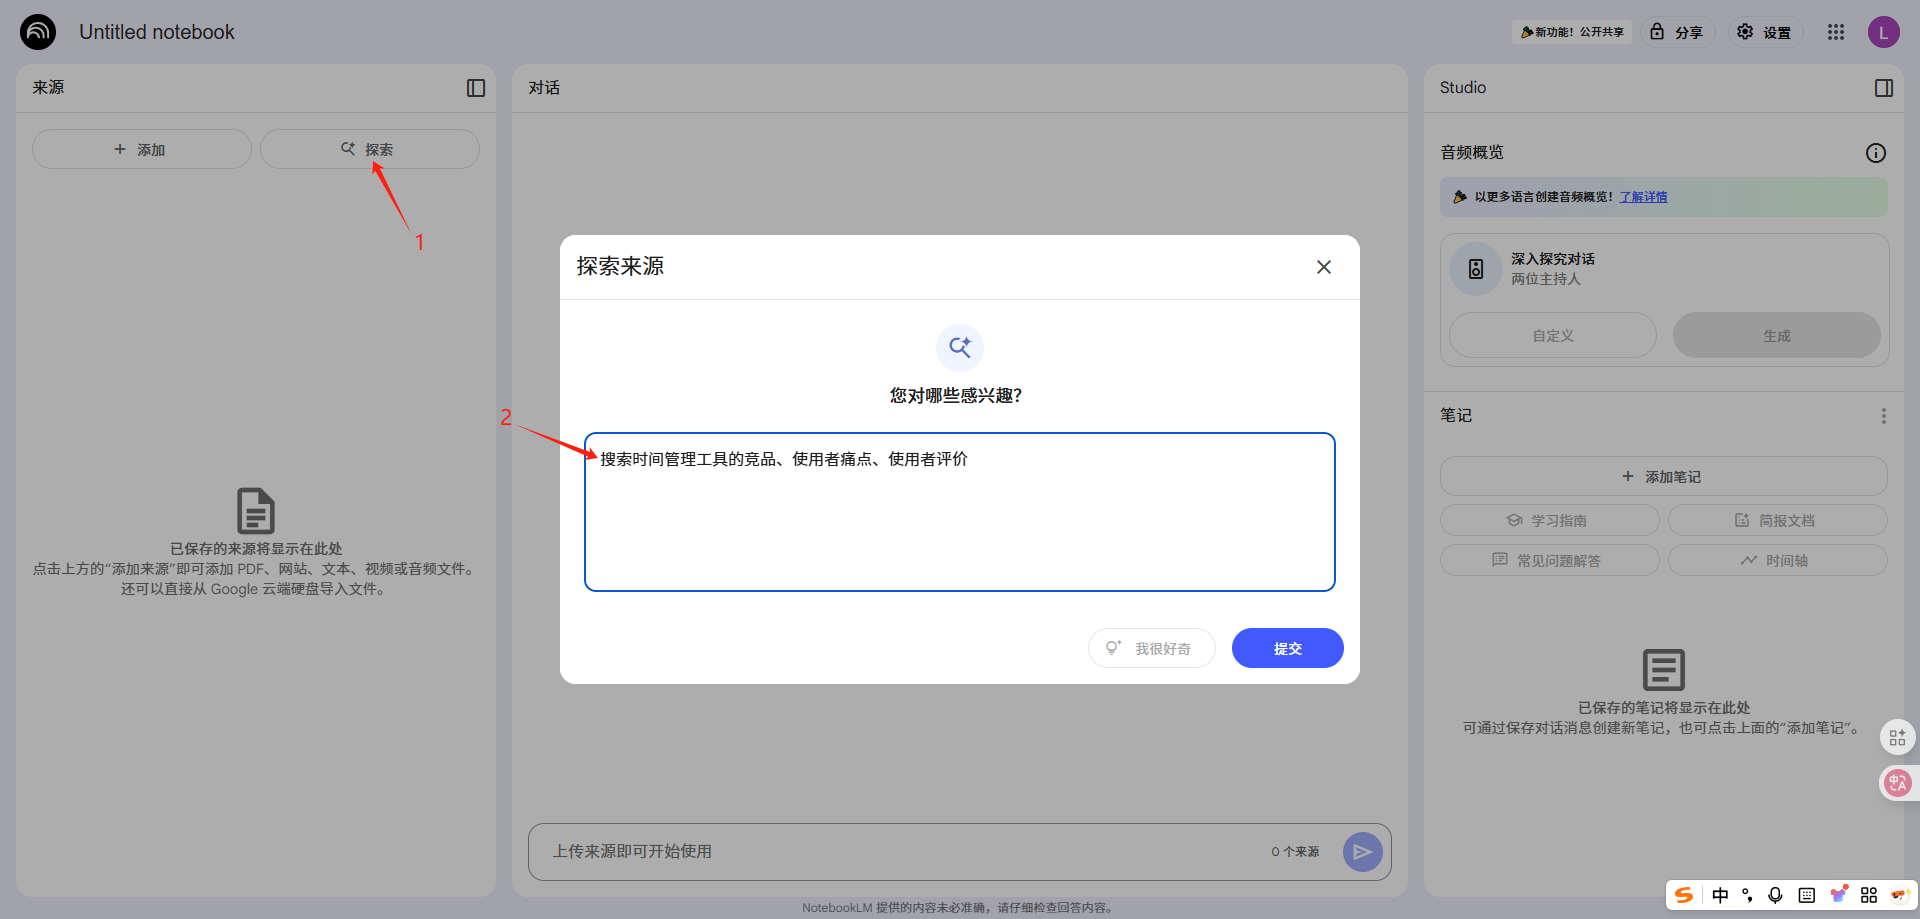 Untitled notebook
新功能！公开共享
分享
设置
L
来源
添加
探索
1
已保存的来源将显示在此处
点击上方的“添加来源”即可添加 PDF、网站、文本、视频或音频文件。
还可以直接从 Google 云端硬盘导入文件。
对话
探索来源
您对哪些感兴趣？
2
搜索时间管理工具的竞品、使用者痛点、使用者评价
我很好奇
提交
上传来源即可开始使用
0 个来源
NotebookLM 提供的内容未必准确，请仔细检查回答内容。
Studio
音频概览
以更多语言创建音频概览！了解详情
深入探究对话
两位主持人
自定义
生成
笔记
添加笔记
学习指南
简报文档
常见问题解答
时间轴
已保存的笔记将显示在此处
可通过保存对话消息创建新笔记，也可点击上面的“添加笔记”。
中A
S 中